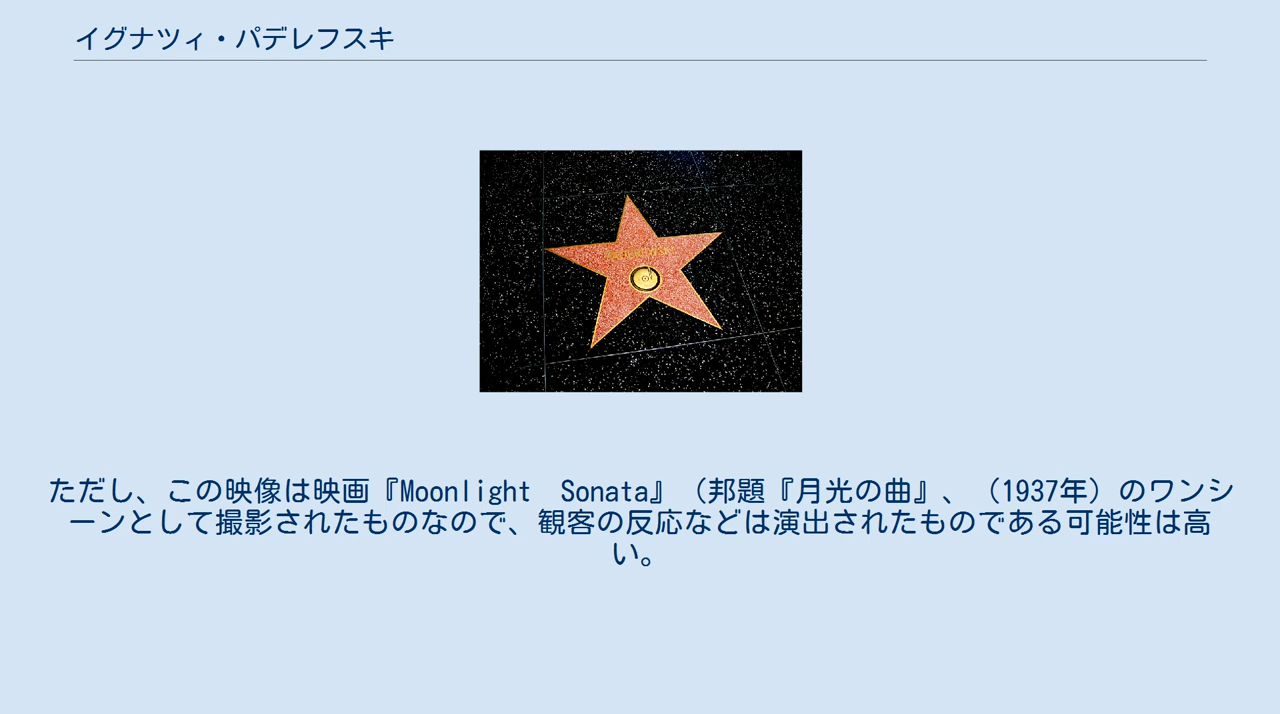 イグナツィ・パデレフスキ
ただし、この映像は映画『Moonlight　Sonata』（邦題『月光の曲』、（1937年）のワンシ
ーンとして撮影されたものなので、観客の反応などは演出されたものである可能性は高
い。